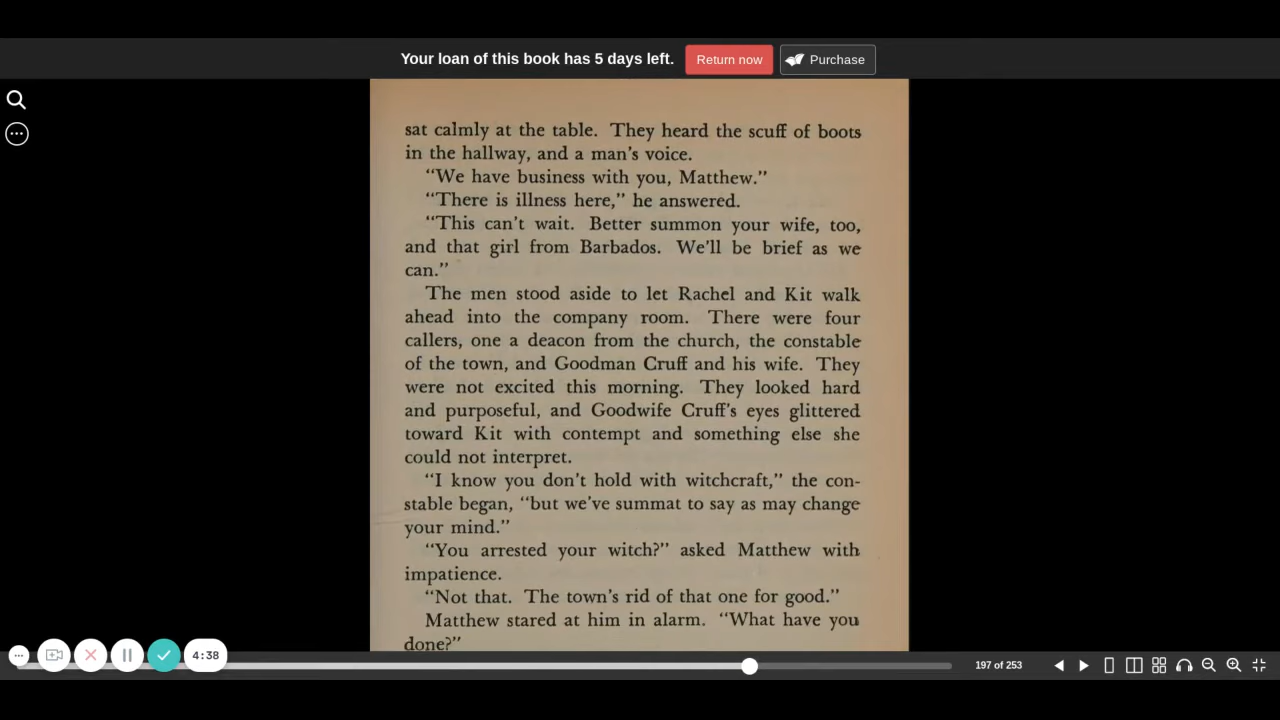 Your loan of this book has 5 days left. Return now Purchase
sat calmly at the table. They heard the scuff of boots
in the hallway, and a man's voice.
“We have business with you, Matthew.”
“There is illness here,” he answered.
“This can't wait. Better summon your wife, too,
and that girl from Barbados. We'll be brief as we
can.”
The men stood aside to let Rachel and Kit walk
ahead into the company room. There were four
callers, one a deacon from the church, the constable
of the town, and Goodman Cruff and his wife. They
were not excited this morning. They looked hard
and purposeful, and Goodwife Cruff's eyes glittered
toward Kit with contempt and something else she
could not interpret.
“I know you don't hold with witchcraft,” the con-
stable began, “but we've summat to say as may change
your mind.”
“You arrested your witch?” asked Matthew with
impatience.
“Not that. The town's rid of that one for good.”
Matthew stared at him in alarm. “What have you
done?”
4:38
197 of 253